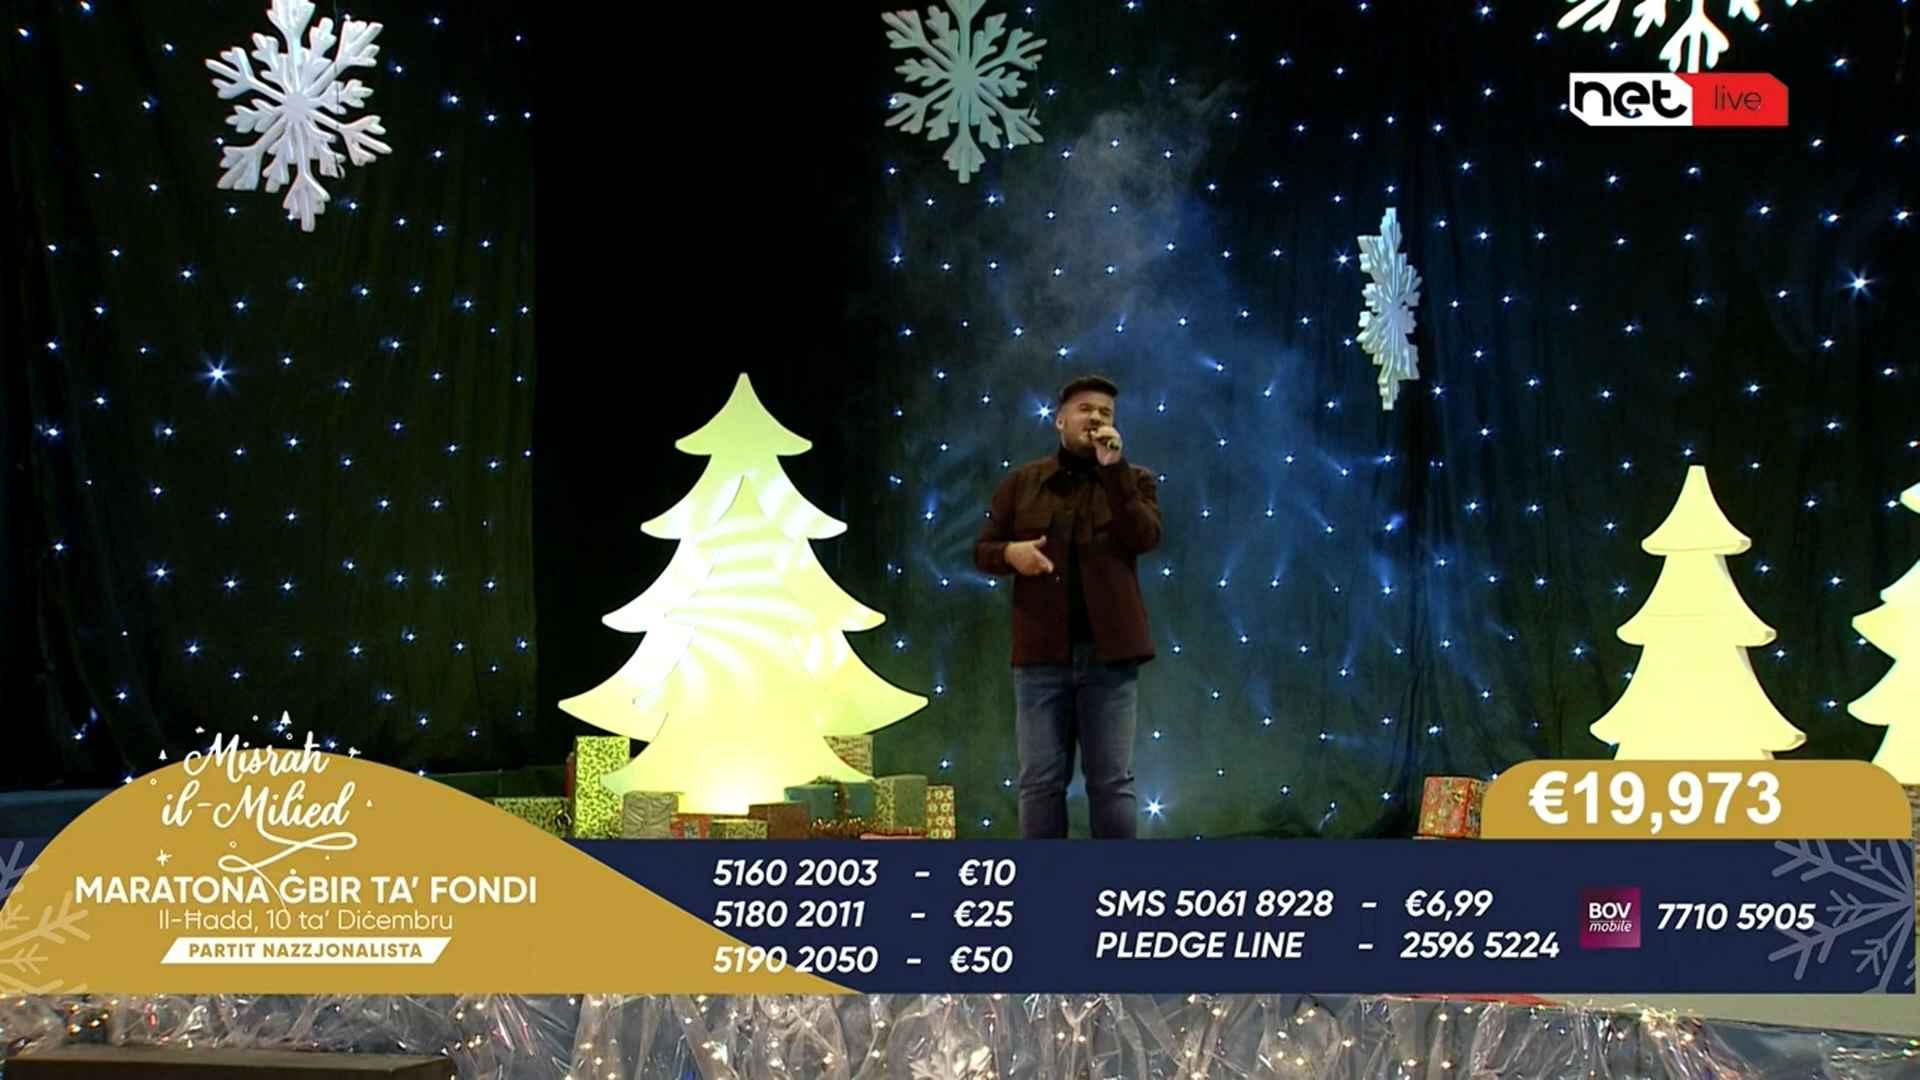 net live
Misraħ
il-Milied
MARATONA ĠBIR TA' FONDI
Il-Ħadd, 10 ta' Diċembru
PARTIT NAZZJONALISTA
5160 2003 - €10
5180 2011 - €25
5190 2050 - €50
SMS 5061 8928 - €6,99
PLEDGE LINE - 2596 5224
BOV
mobile
7710 5905
€19,973